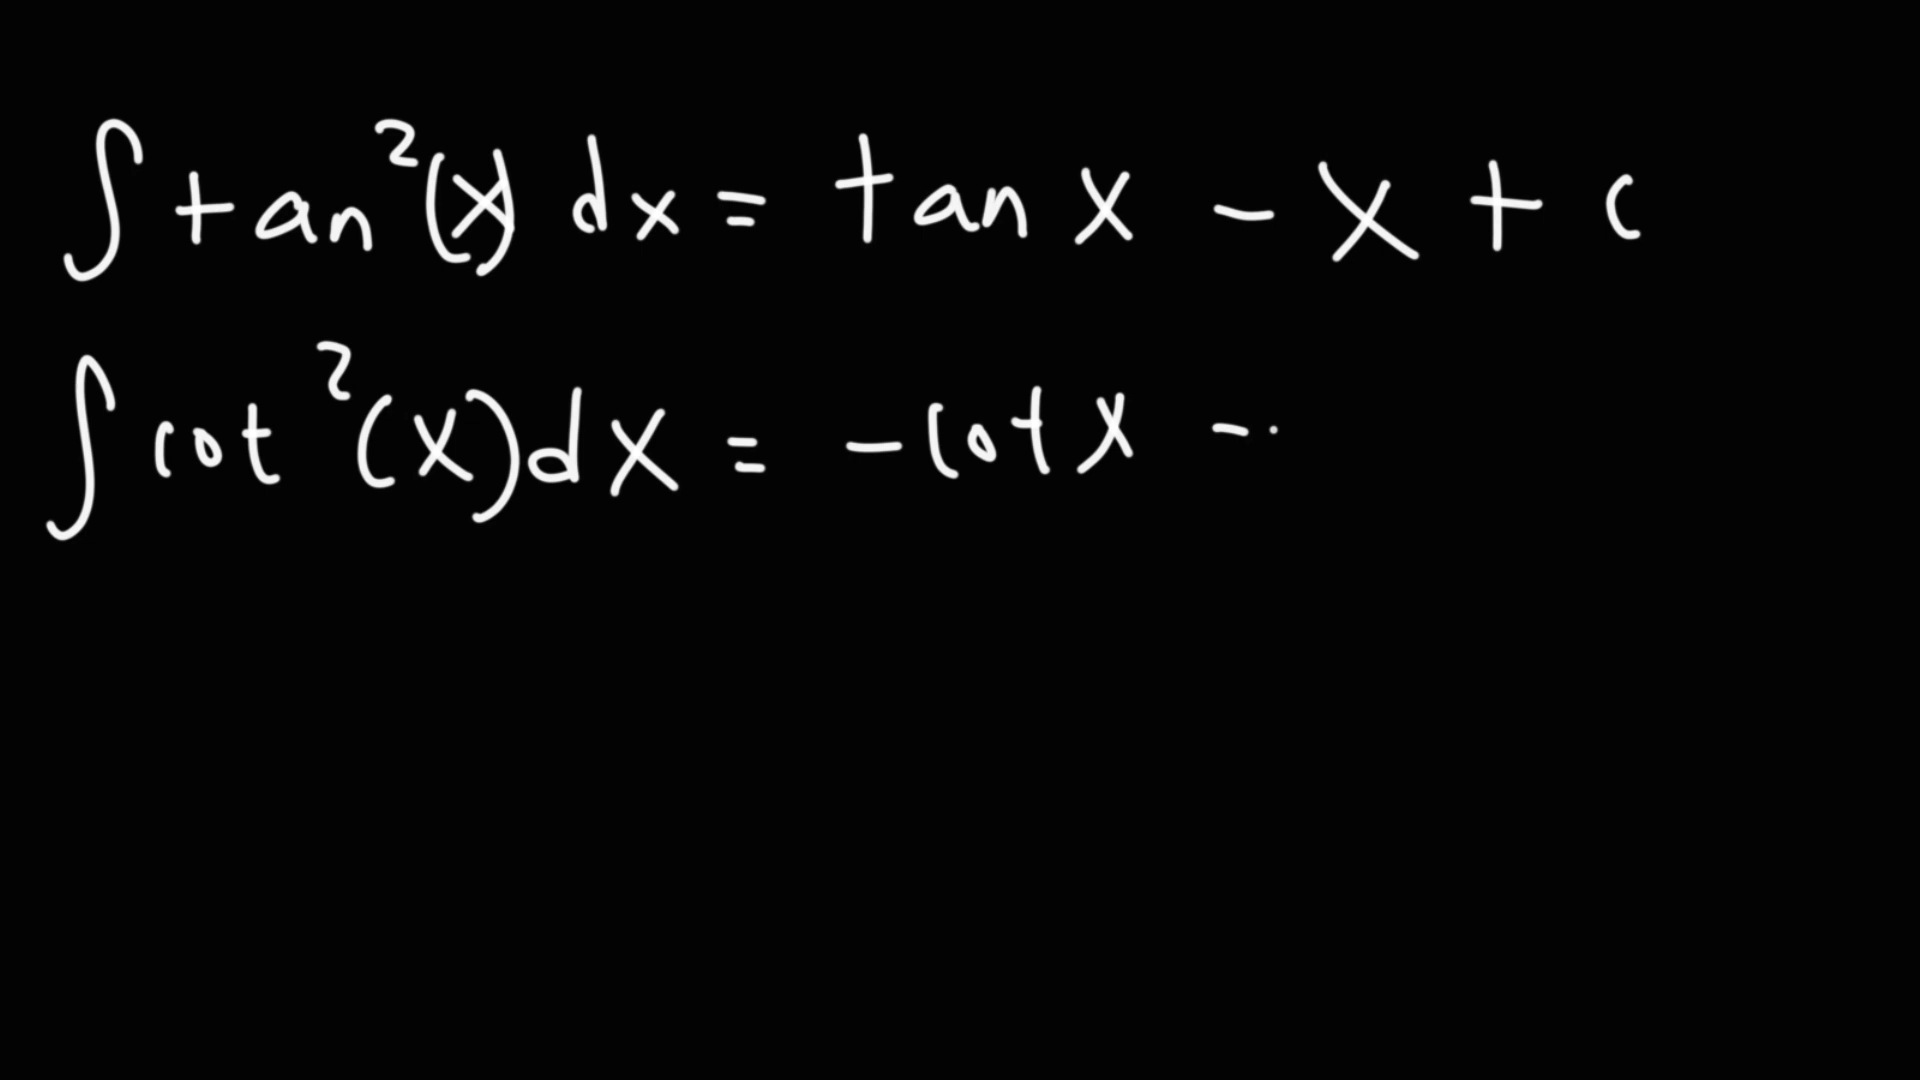 ∫ tan²(x) dx = tan x - x + c
∫ cot²(x) dx = -cot x -